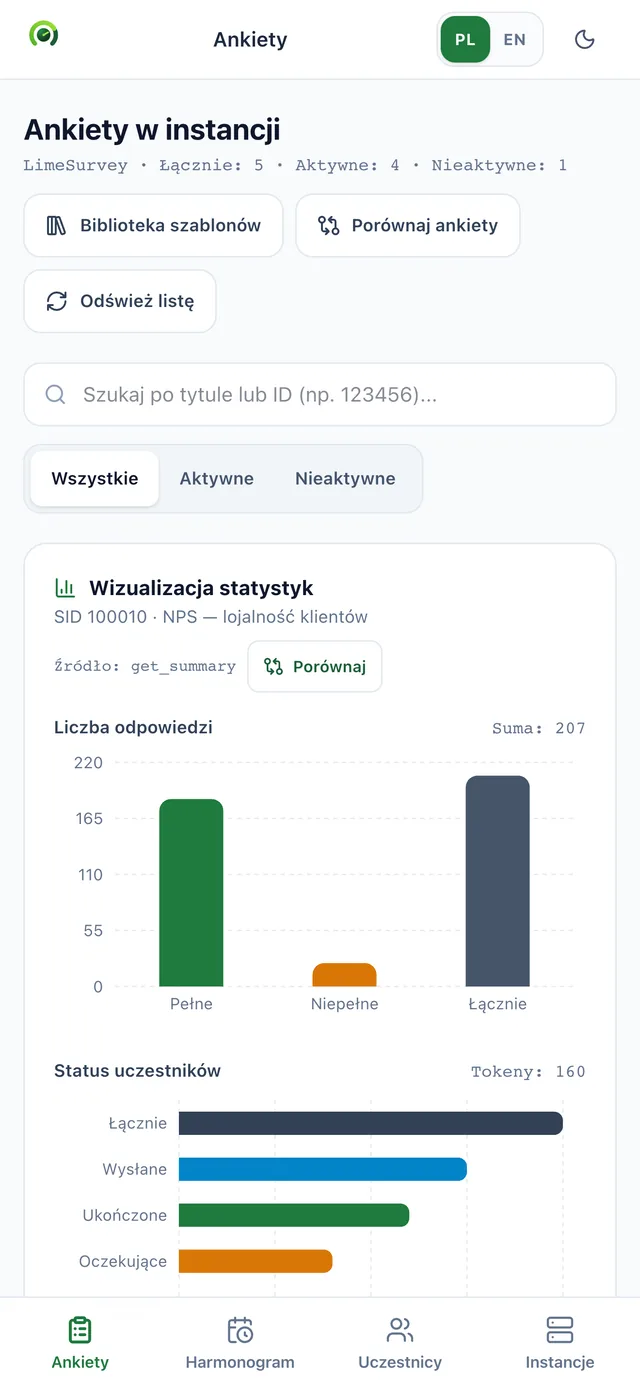 Ankiety
PL EN
Ankiety w instancji
LimeSurvey · Łącznie: 5 · Aktywne: 4 · Nieaktywne: 1
Biblioteka szablonów
Porównaj ankiety
Odśwież listę
Szukaj po tytule lub ID (np. 123456)...
Wszystkie Aktywne Nieaktywne
Wizualizacja statystyk
SID 100010 · NPS — lojalność klientów
Źródło: get_summary
Porównaj
Liczba odpowiedzi
Suma: 207
220
165
110
55
0
Pełne Niepełne Łącznie
Status uczestników
Tokeny: 160
Łącznie
Wysłane
Ukończone
Oczekujące
Ankiety Harmonogram Uczestnicy Instancje